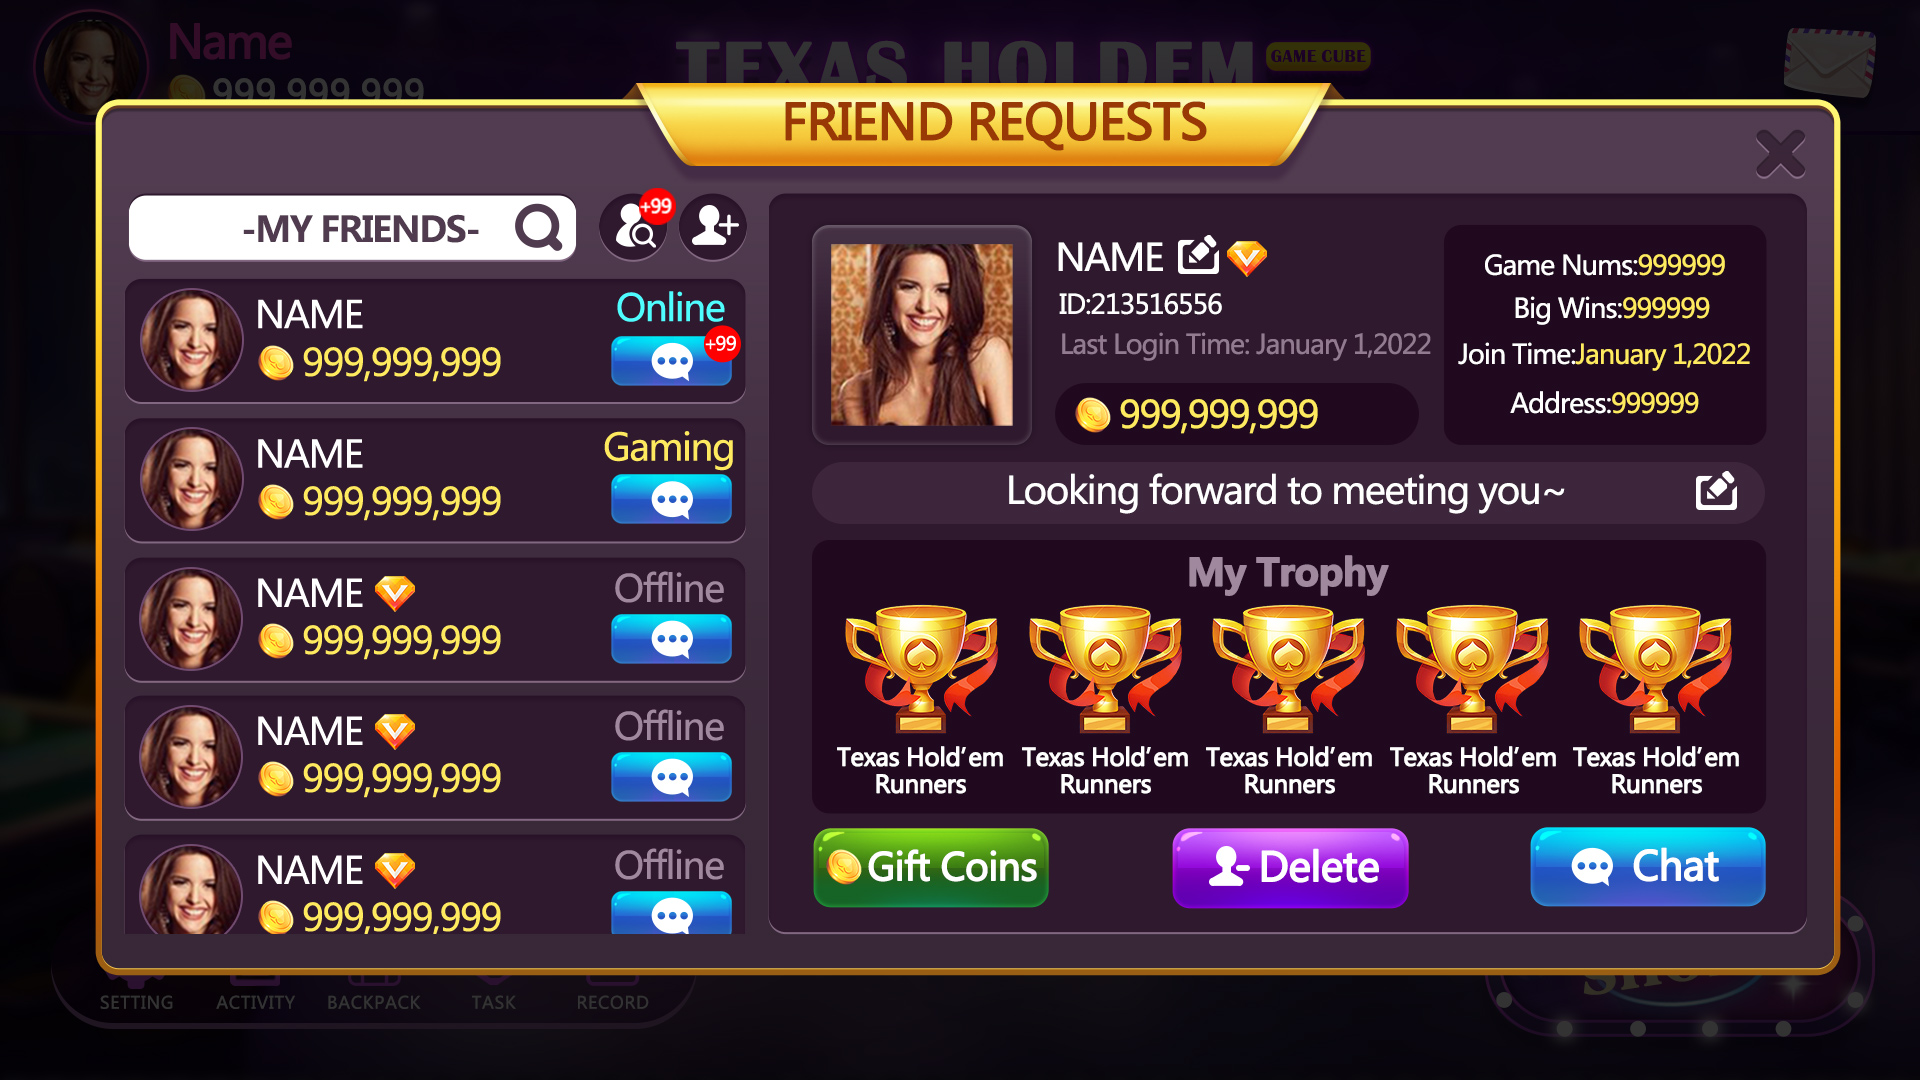 Name
999 999 999
TEXAS HOLDEM
GAME CUBE
FRIEND REQUESTS
-MY FRIENDS-
+99
NAME
999,999,999
Online
+99
NAME
999,999,999
Gaming
NAME
999,999,999
Offline
NAME
999,999,999
Offline
NAME
999,999,999
Offline
NAME
ID:213516556
Last Login Time: January 1,2022
999,999,999
Game Nums:999999
Big Wins:999999
Join Time:January 1,2022
Address:999999
Looking forward to meeting you~
My Trophy
Texas Hold’em
Runners
Texas Hold’em
Runners
Texas Hold’em
Runners
Texas Hold’em
Runners
Texas Hold’em
Runners
Gift Coins
Delete
Chat
SETTING
ACTIVITY
BACKPACK
TASK
RECORD